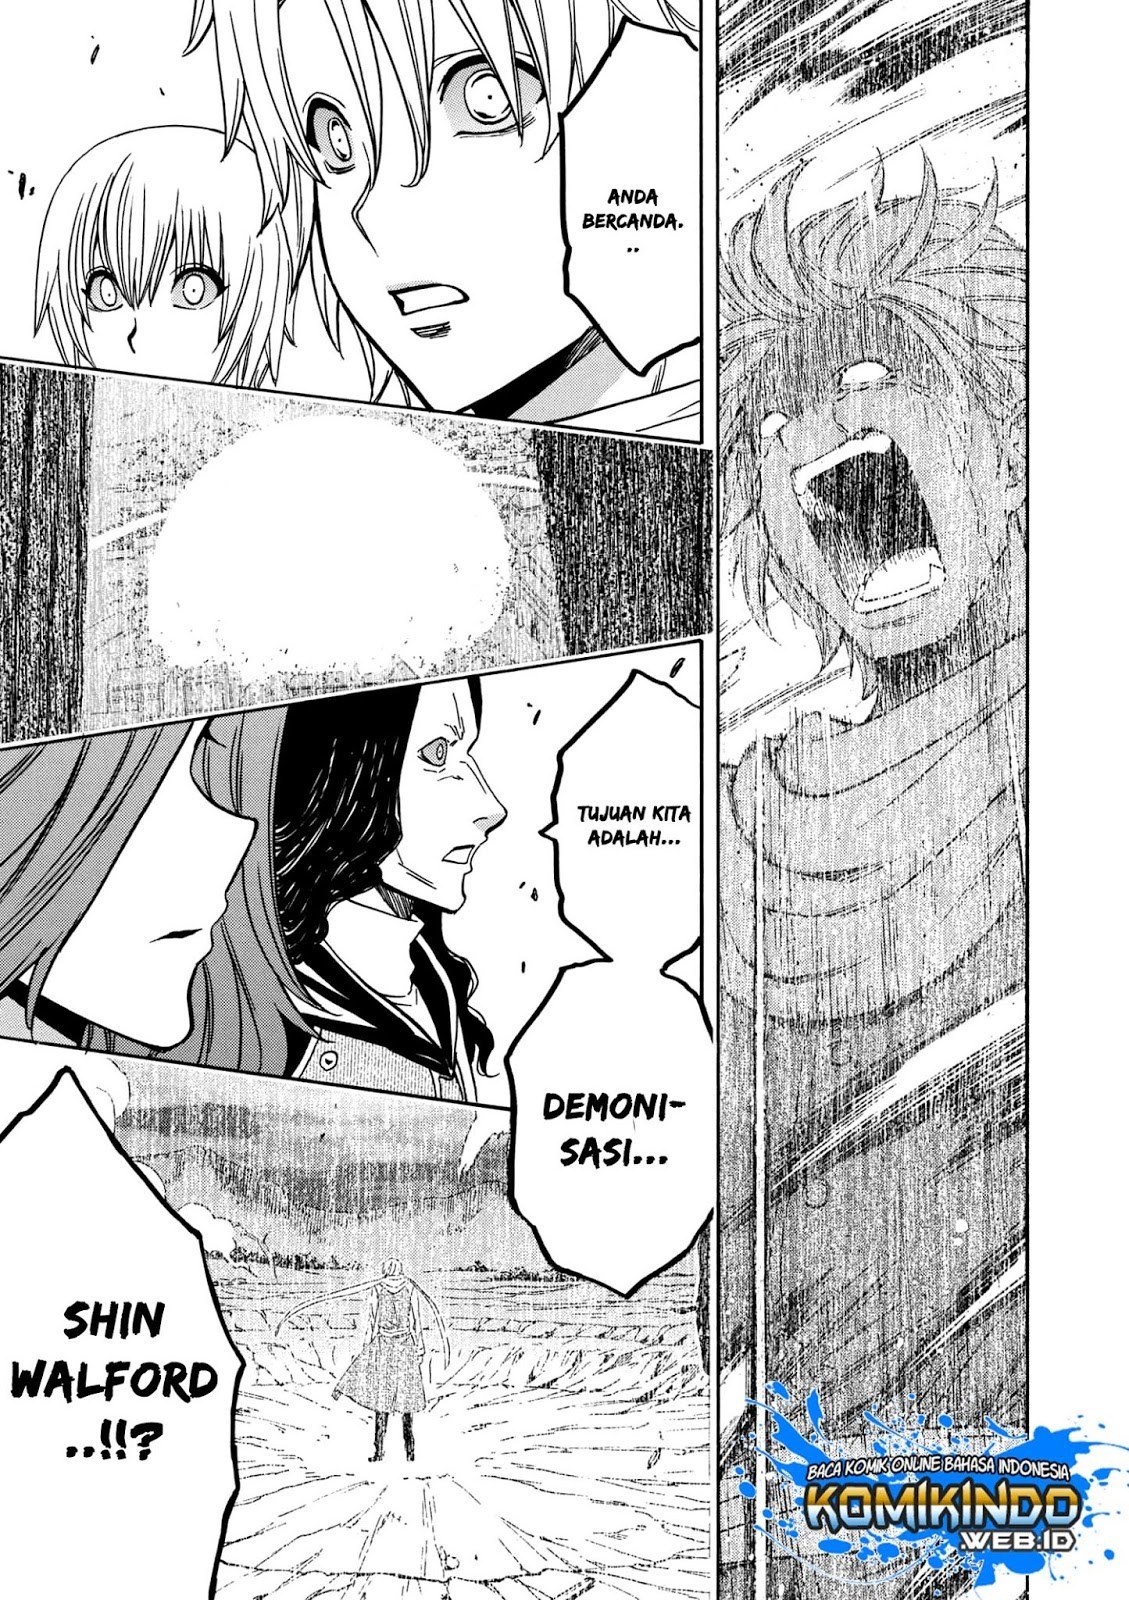 ANDA
BERCANDA.
..
TUJUAN KITA
ADALAH...
DEMONI-
SASI...
SHIN
WALFORD
..!!?
BACA KOMIK ONLINE BAHASA INDONESIA
KOMIKINDO
WEB.ID